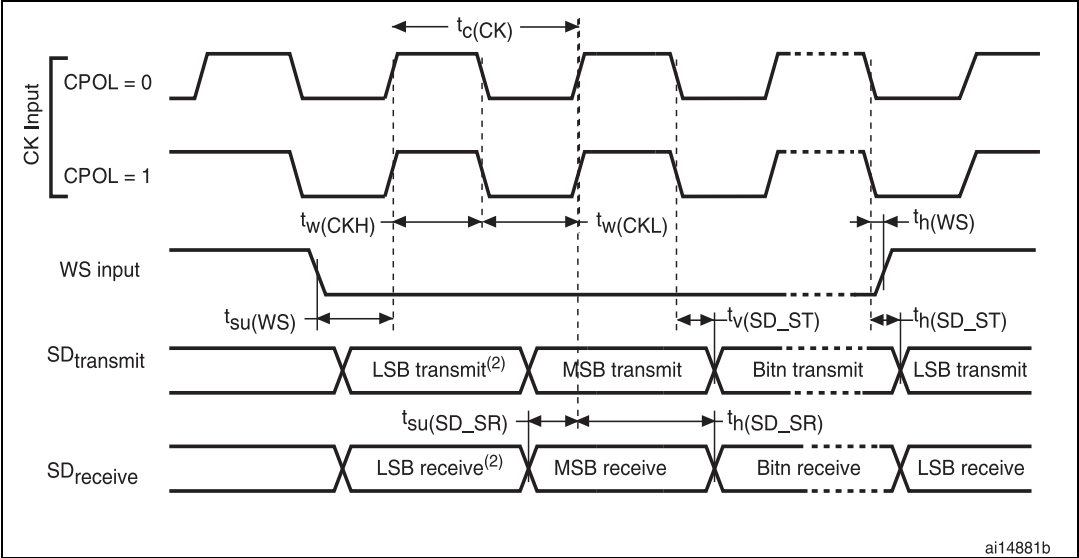 tc(CK)
CK Input
CPOL = 0
CPOL = 1
tw(CKH)
tw(CKL)
th(WS)
WS input
tsu(WS)
tv(SD_ST)
th(SD_ST)
SDtransmit
LSB transmit(2)
MSB transmit
Bitn transmit
LSB transmit
tsu(SD_SR)
th(SD_SR)
SDreceive
LSB receive(2)
MSB receive
Bitn receive
LSB receive
ai14881b